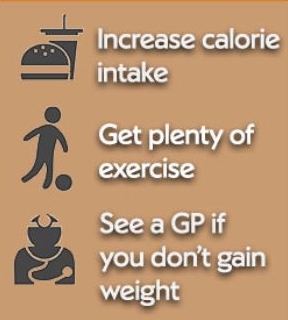 Increase calorie
intake
Get plenty of
exercise
See a GP if
you don't gain
weight